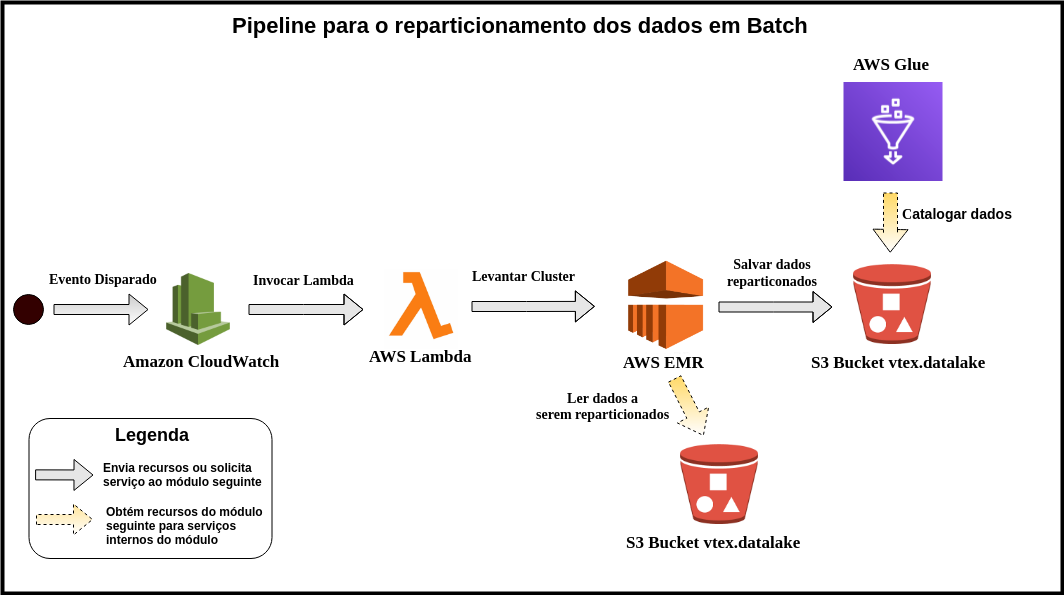 Pipeline para o reparticionamento dos dados em Batch
AWS Glue
Catalogar dados
Evento Disparado
Invocar Lambda
Levantar Cluster
Salvar dados
reparticonados
Amazon CloudWatch
AWS Lambda
AWS EMR
S3 Bucket vtex.datalake
Ler dados a
serem reparticionados
S3 Bucket vtex.datalake
Legenda
Envia recursos ou solicita
serviço ao módulo seguinte
Obtém recursos do módulo
seguinte para serviços
internos do módulo